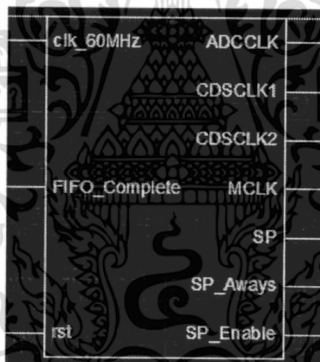 clk_60MHz ADCCLK
CDSCLK1
CDSCLK2
FIFO_Complete MCLK
SP
SP_Aways
rst SP_Enable